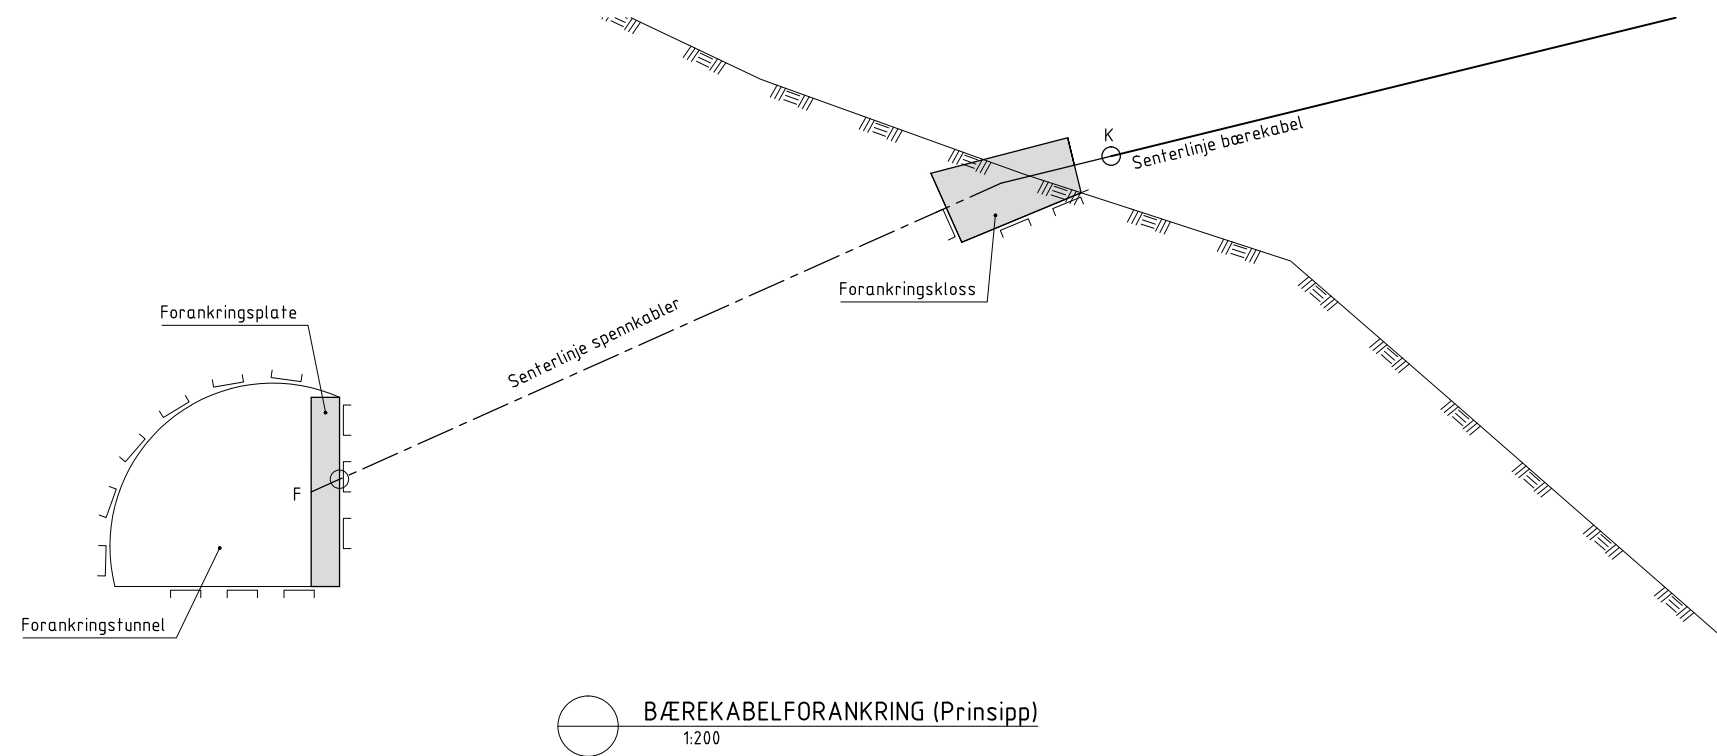 K
Senterlinje bærekabel
Forankringskloss
Forankringsplate
Senterlinje spennkabler
F
Forankringstunnel
BÆREKABELFORANKRING (Prinsipp)
1:200